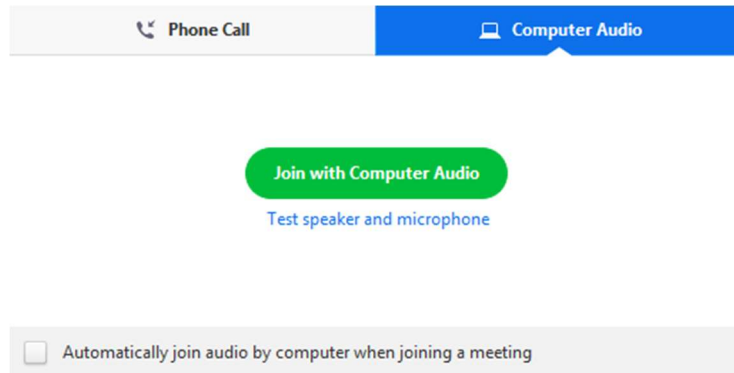 Phone Call
Computer Audio
Join with Computer Audio
Test speaker and microphone
Automatically join audio by computer when joining a meeting